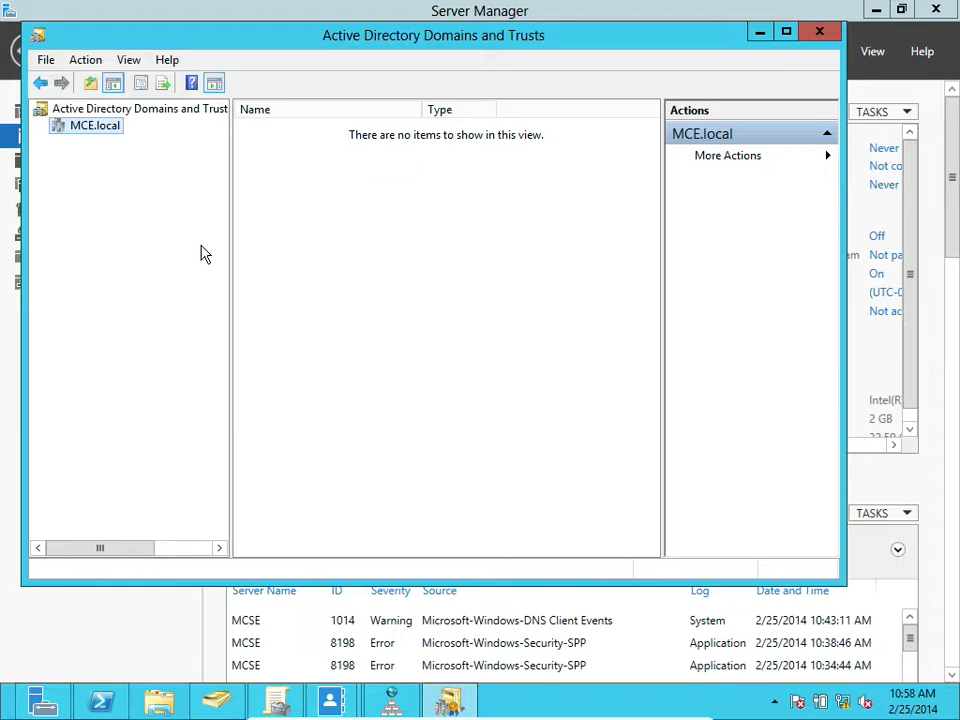 Server Manager
Active Directory Domains and Trusts
View Help
File Action View Help
Active Directory Domains and Trust
MCE.local
Name Type
There are no items to show in this view.
Actions
MCE.local
More Actions
TASKS
Never
Not co
Never
Off
am Not pa
On
(UTC-0
Not ac
Intel(R)
2 GB
TASKS
Server Name ID Severity Source Log Date and Time
MCSE 1014 Warning Microsoft-Windows-DNS Client Events System 2/25/2014 10:43:11 AM
MCSE 8198 Error Microsoft-Windows-Security-SPP Application 2/25/2014 10:38:46 AM
MCSE 8198 Error Microsoft-Windows-Security-SPP Application 2/25/2014 10:34:44 AM
10:58 AM
2/25/2014